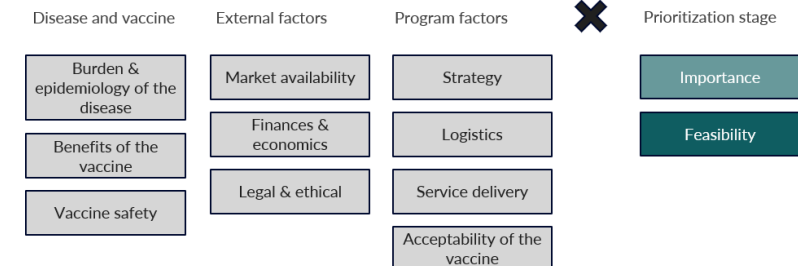 Disease and vaccine
External factors
Program factors
Prioritization stage
Burden &
epidemiology of the
disease
Benefits of the
vaccine
Vaccine safety
Market availability
Finances &
economics
Legal & ethical
Strategy
Logistics
Service delivery
Acceptability of the
vaccine
Importance
Feasibility